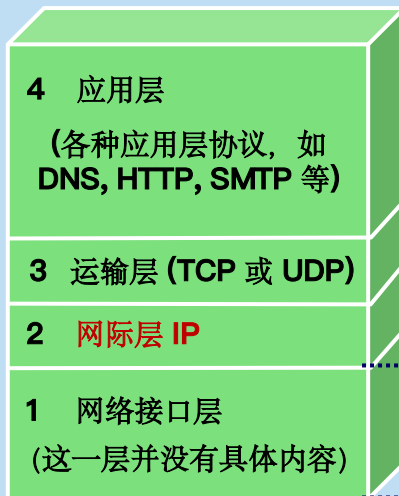 4 应用层
(各种应用层协议，如
DNS, HTTP, SMTP 等)
3 运输层 (TCP 或 UDP)
2 网际层 IP
1 网络接口层
(这一层并没有具体内容)